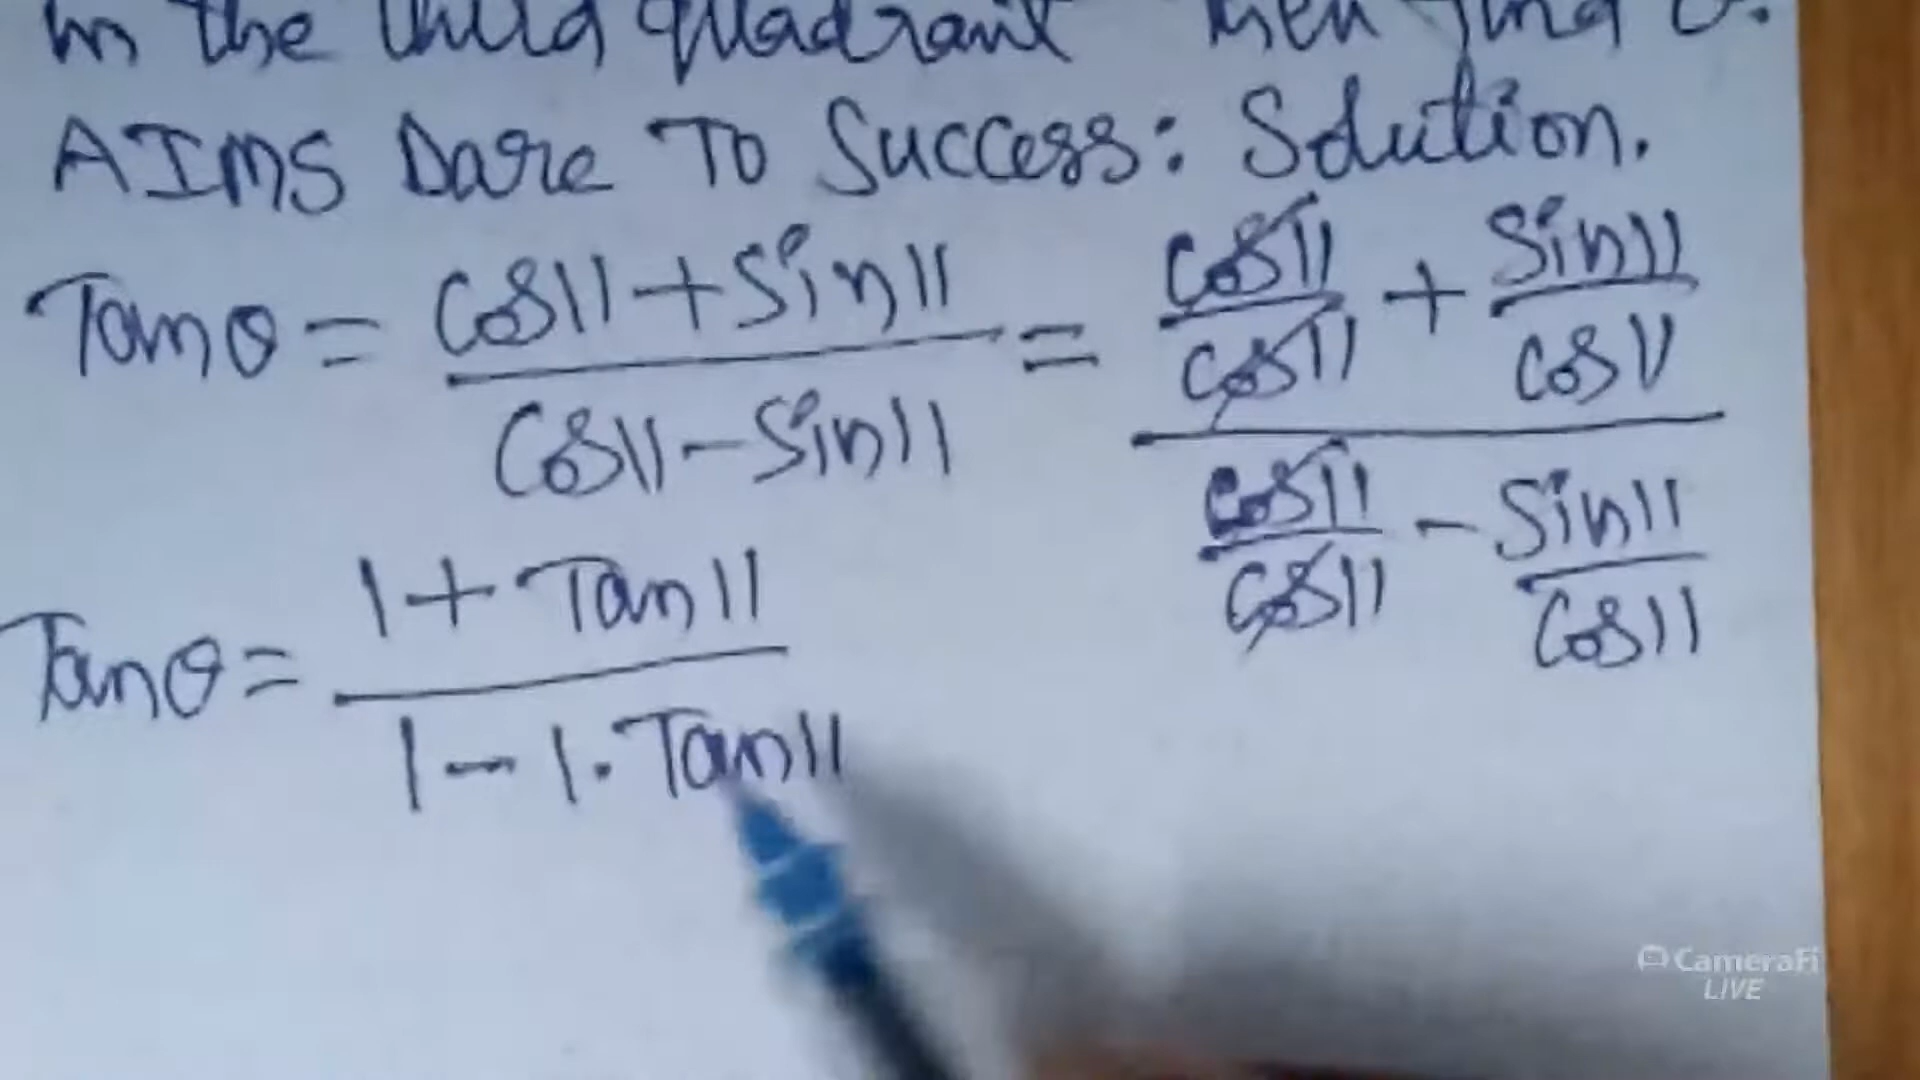 in the third quadrant then find θ.
AIMS Dare To Success: Solution.
Tanθ = Cos11 + Sin11 / Cos11 - Sin11 = Cos11/Cos11 + Sin11/Cos11 / Cos11/Cos11 - Sin11/Cos11
Tanθ = 1 + Tan11 / 1 - 1. Tan11
CameraFi
LIVE